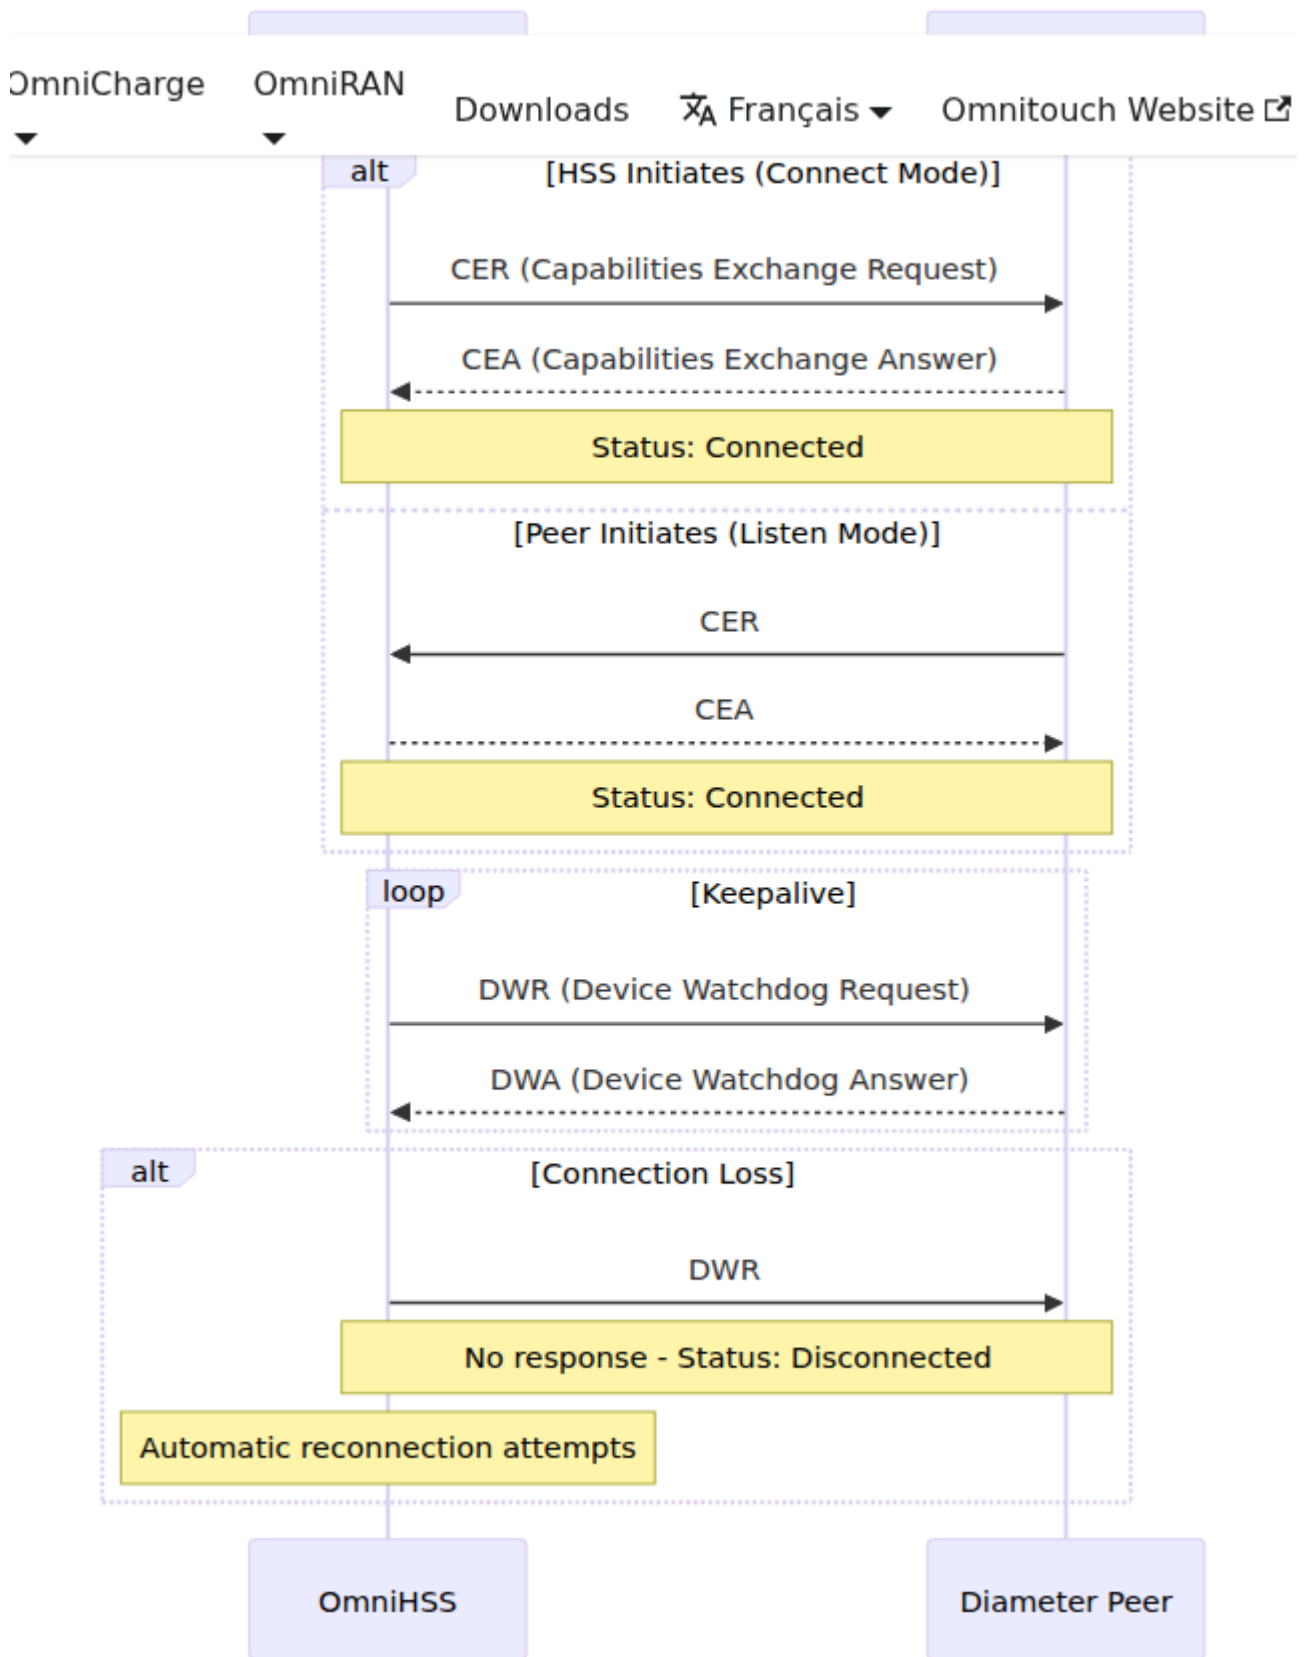 OmniCharge
OmniRAN
Downloads
Français
Omnitouch Website
alt
[HSS Initiates (Connect Mode)]
CER (Capabilities Exchange Request)
CEA (Capabilities Exchange Answer)
Status: Connected
[Peer Initiates (Listen Mode)]
CER
CEA
Status: Connected
loop
[Keepalive]
DWR (Device Watchdog Request)
DWA (Device Watchdog Answer)
alt
[Connection Loss]
DWR
No response - Status: Disconnected
Automatic reconnection attempts
OmniHSS
Diameter Peer